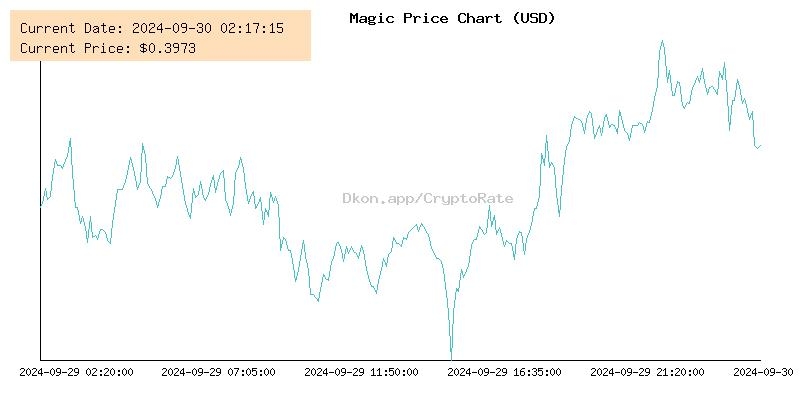 Magic Price Chart (USD)
Current Date: 2024-09-30 02:17:15
Current Price: $0.3973
Dkon.app/CryptoRate
2024-09-29 02:20:00 2024-09-29 07:05:00 2024-09-29 11:50:00 2024-09-29 16:35:00 2024-09-29 21:20:00 2024-09-30